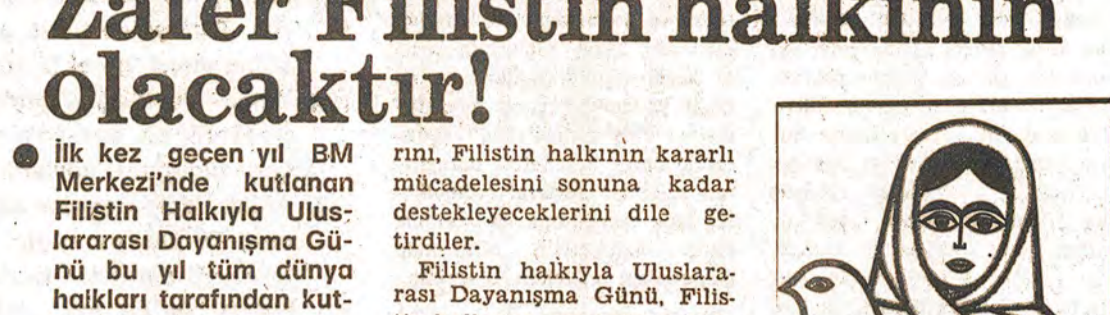 Zafer Filistin halkının
olacaktır!
● İlk kez geçen yıl BM
Merkezi'nde kutlanan
Filistin Halkıyla Ulus-
lararası Dayanışma Gü-
nü bu yıl tüm dünya
halkları tarafından kut-
rını, Filistin halkının kararlı
mücadelesini sonuna kadar
destekleyeceklerini dile ge-
tirdiler.
Filistin halkıyla Uluslara-
rası Dayanışma Günü, Filis-